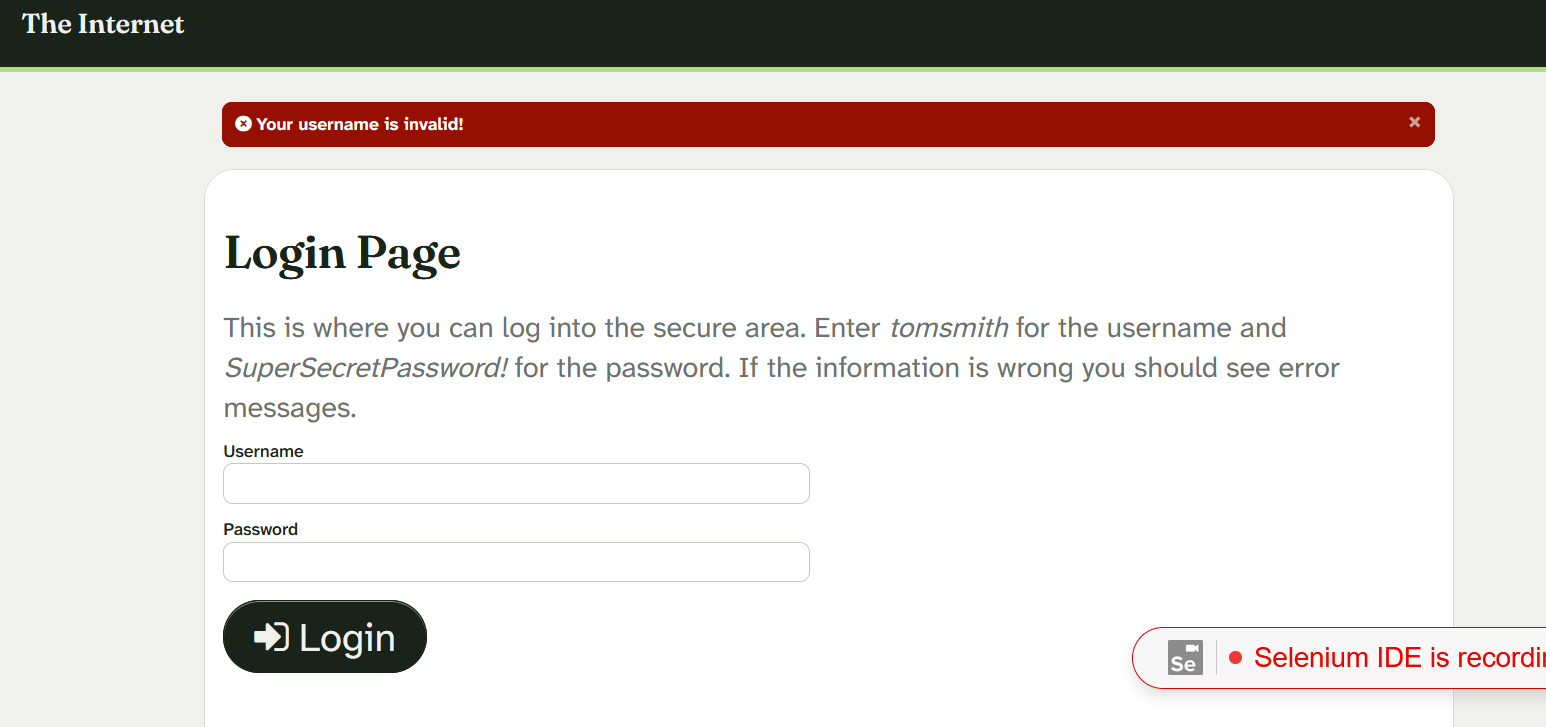 The Internet
Your username is invalid!
Login Page
This is where you can log into the secure area. Enter tomsmith for the username and
SuperSecretPassword! for the password. If the information is wrong you should see error
messages.
Username
Password
Login
Se Selenium IDE is